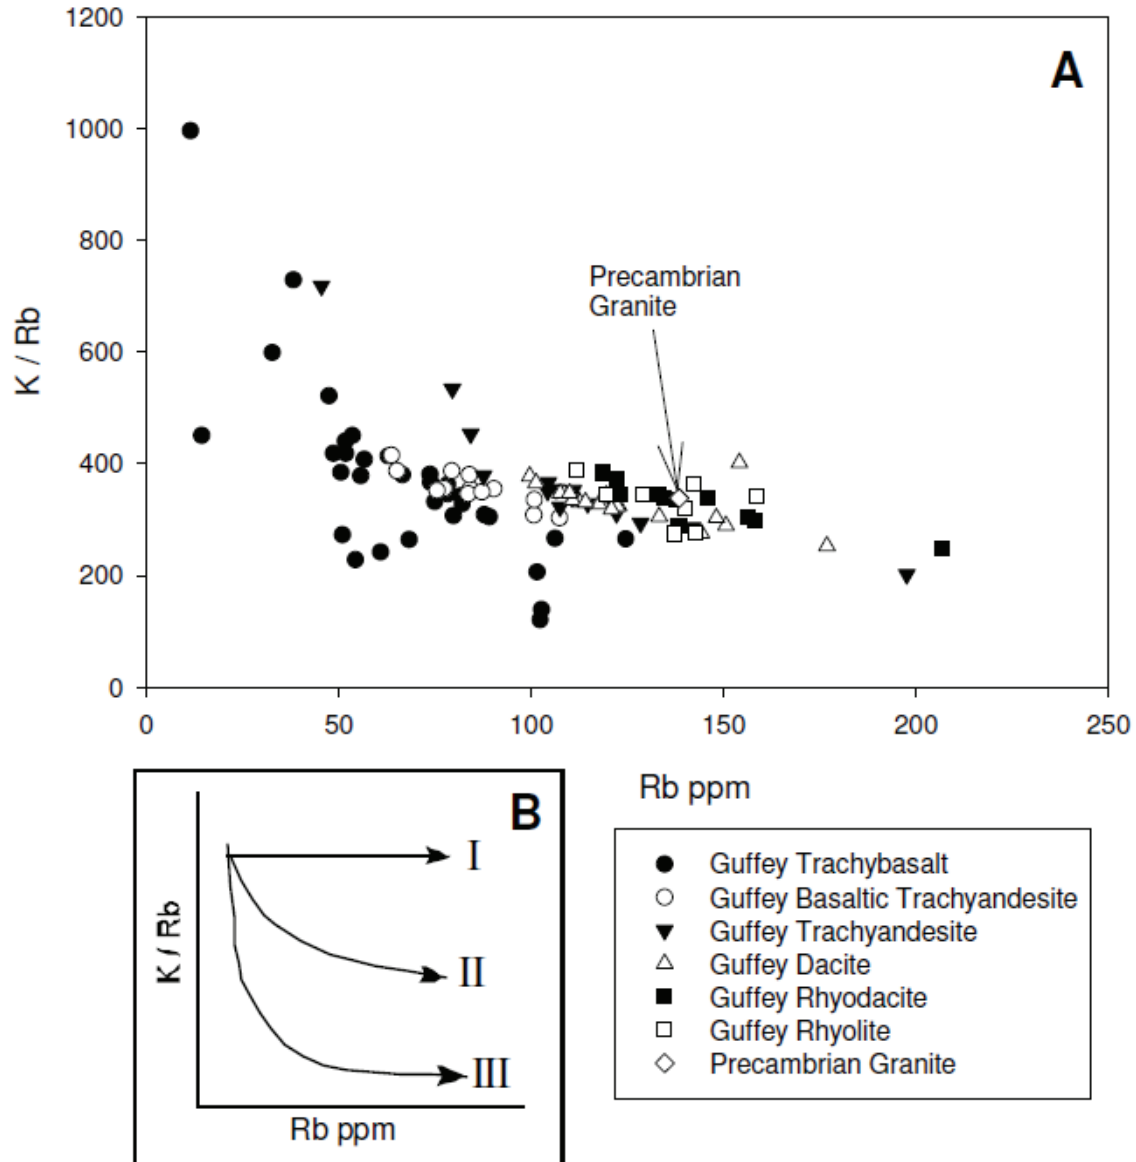 1200
A
1000
800
Precambrian
Granite
600
K / Rb
400
200
0
0 50 100 150 200 250
Rb ppm
B
I
K / Rb
II
III
Rb ppm
Guffey Trachybasalt
Guffey Basaltic Trachyandesite
Guffey Trachyandesite
Guffey Dacite
Guffey Rhyodacite
Guffey Rhyolite
Precambrian Granite